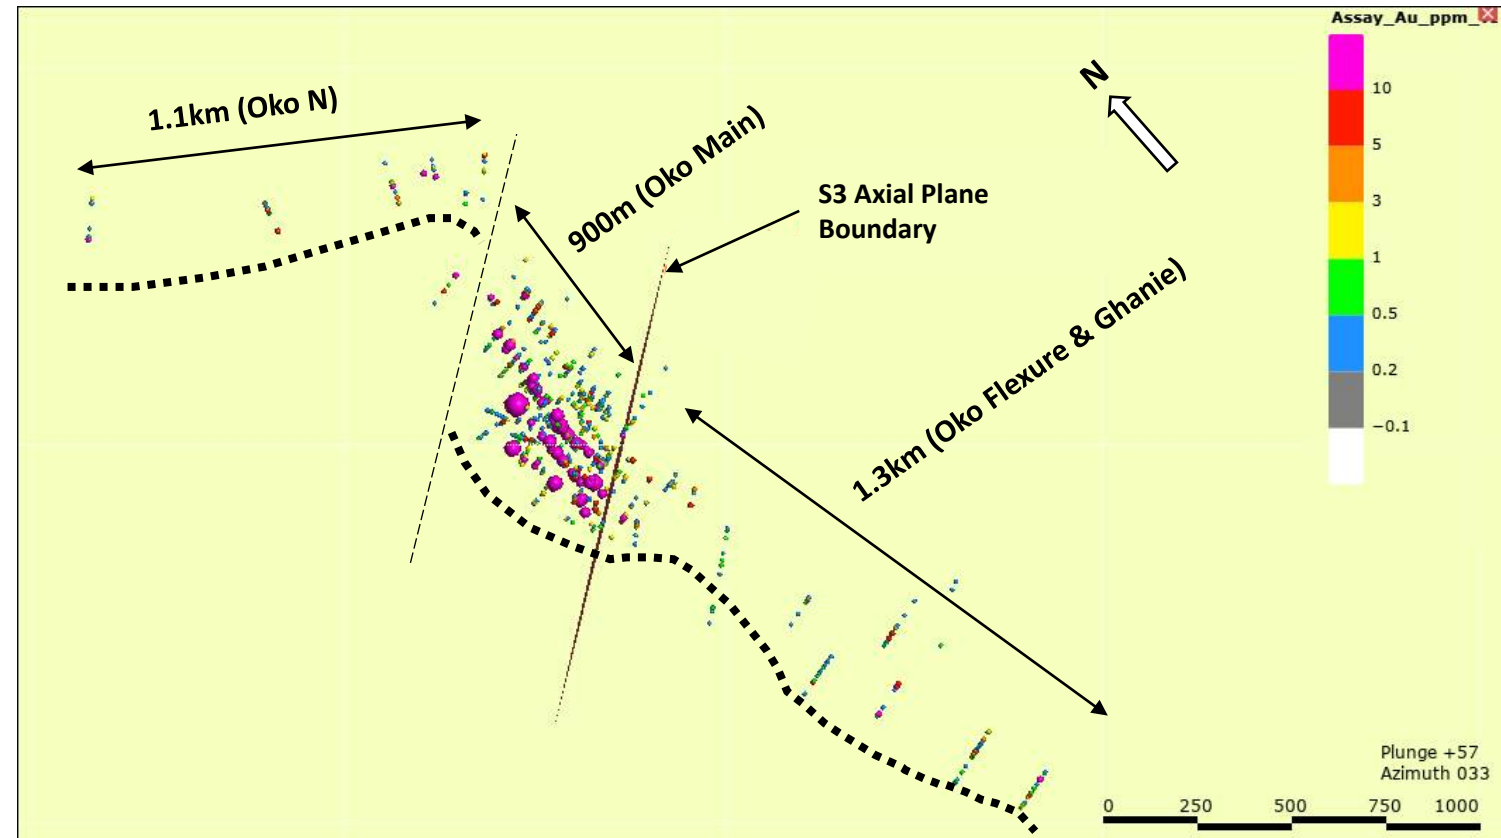 Assay_Au_ppm_
10
5
3
1
0.5
0.2
−0.1
N
1.1km (Oko N)
900m (Oko Main)
S3 Axial Plane
Boundary
1.3km (Oko Flexure & Ghanie)
Plunge +57
Azimuth 033
0 250 500 750 1000